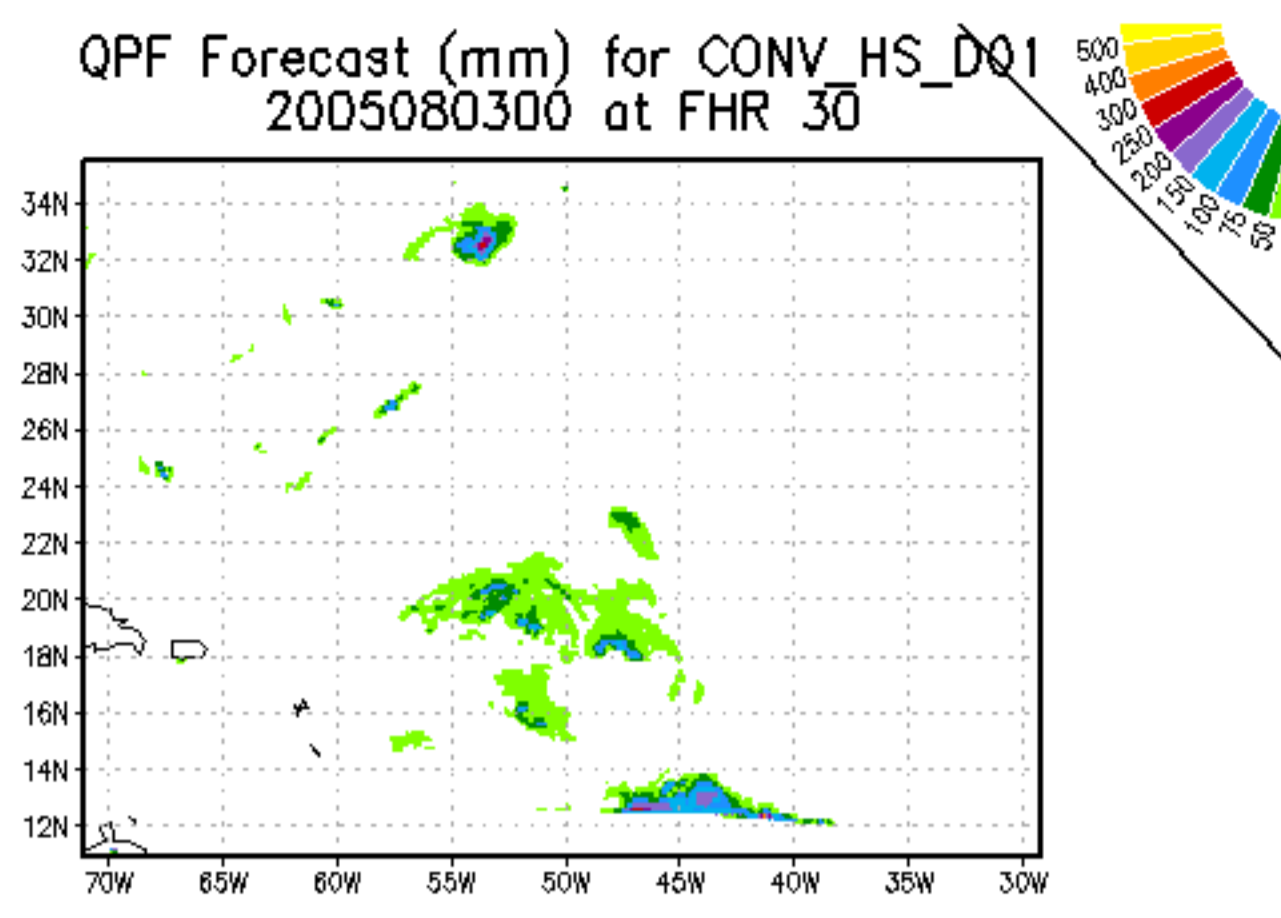 QPF Forecast (mm) for CONV_HS_D01
2005080300 at FHR 30
500
400
300
250
200
150
100
75
50
34N
32N
30N
28N
26N
24N
22N
20N
18N
16N
14N
12N
70W 65W 60W 55W 50W 45W 40W 35W 30W